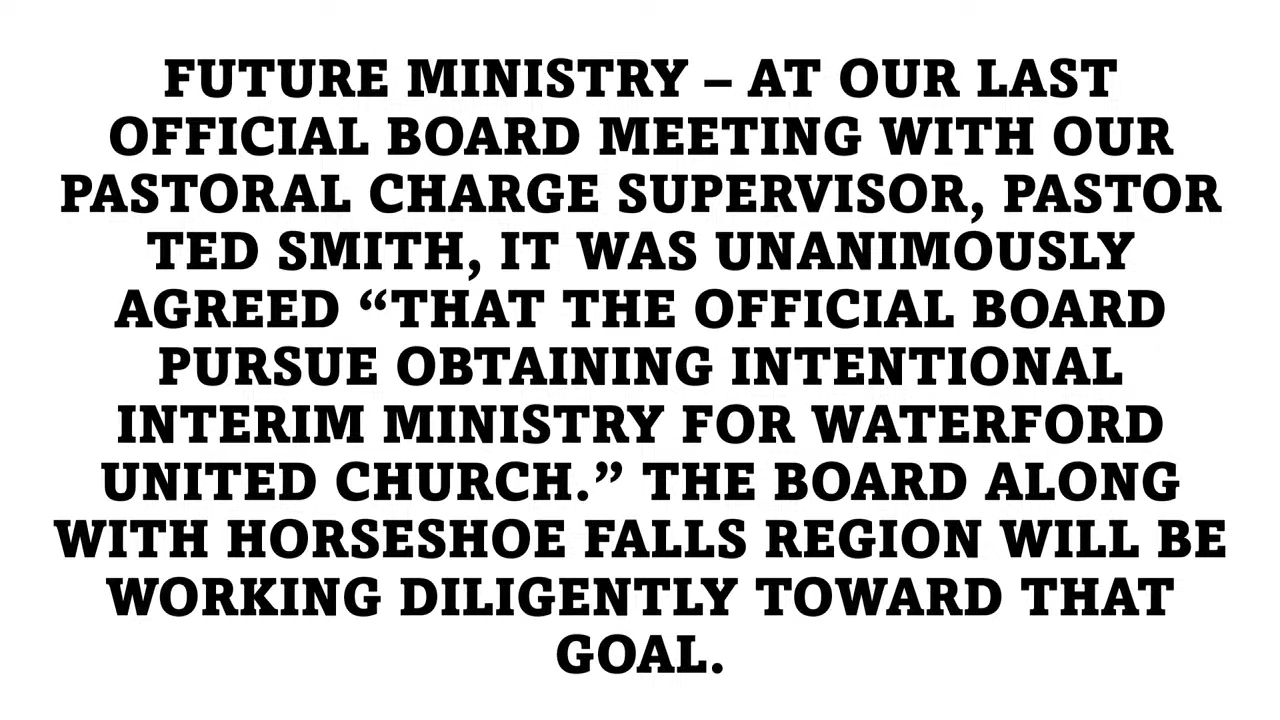 FUTURE MINISTRY – AT OUR LAST
OFFICIAL BOARD MEETING WITH OUR
PASTORAL CHARGE SUPERVISOR, PASTOR
TED SMITH, IT WAS UNANIMOUSLY
AGREED “THAT THE OFFICIAL BOARD
PURSUE OBTAINING INTENTIONAL
INTERIM MINISTRY FOR WATERFORD
UNITED CHURCH.” THE BOARD ALONG
WITH HORSESHOE FALLS REGION WILL BE
WORKING DILIGENTLY TOWARD THAT
GOAL.